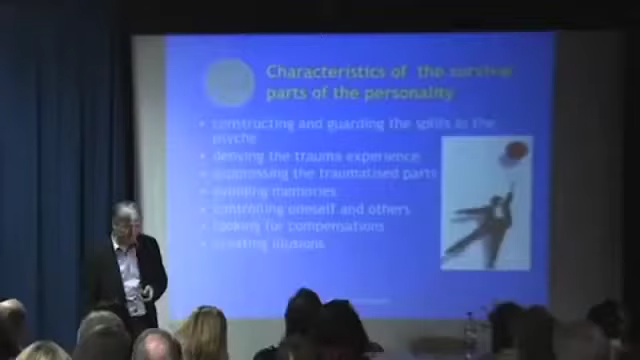 Characteristics of the survival
parts of the personality
• constructing and guarding the splits in the
psyche
• denying the trauma experience
• suppressing the traumatised parts
• avoiding memories
• controlling oneself and others
• looking for compensations
• creating illusions